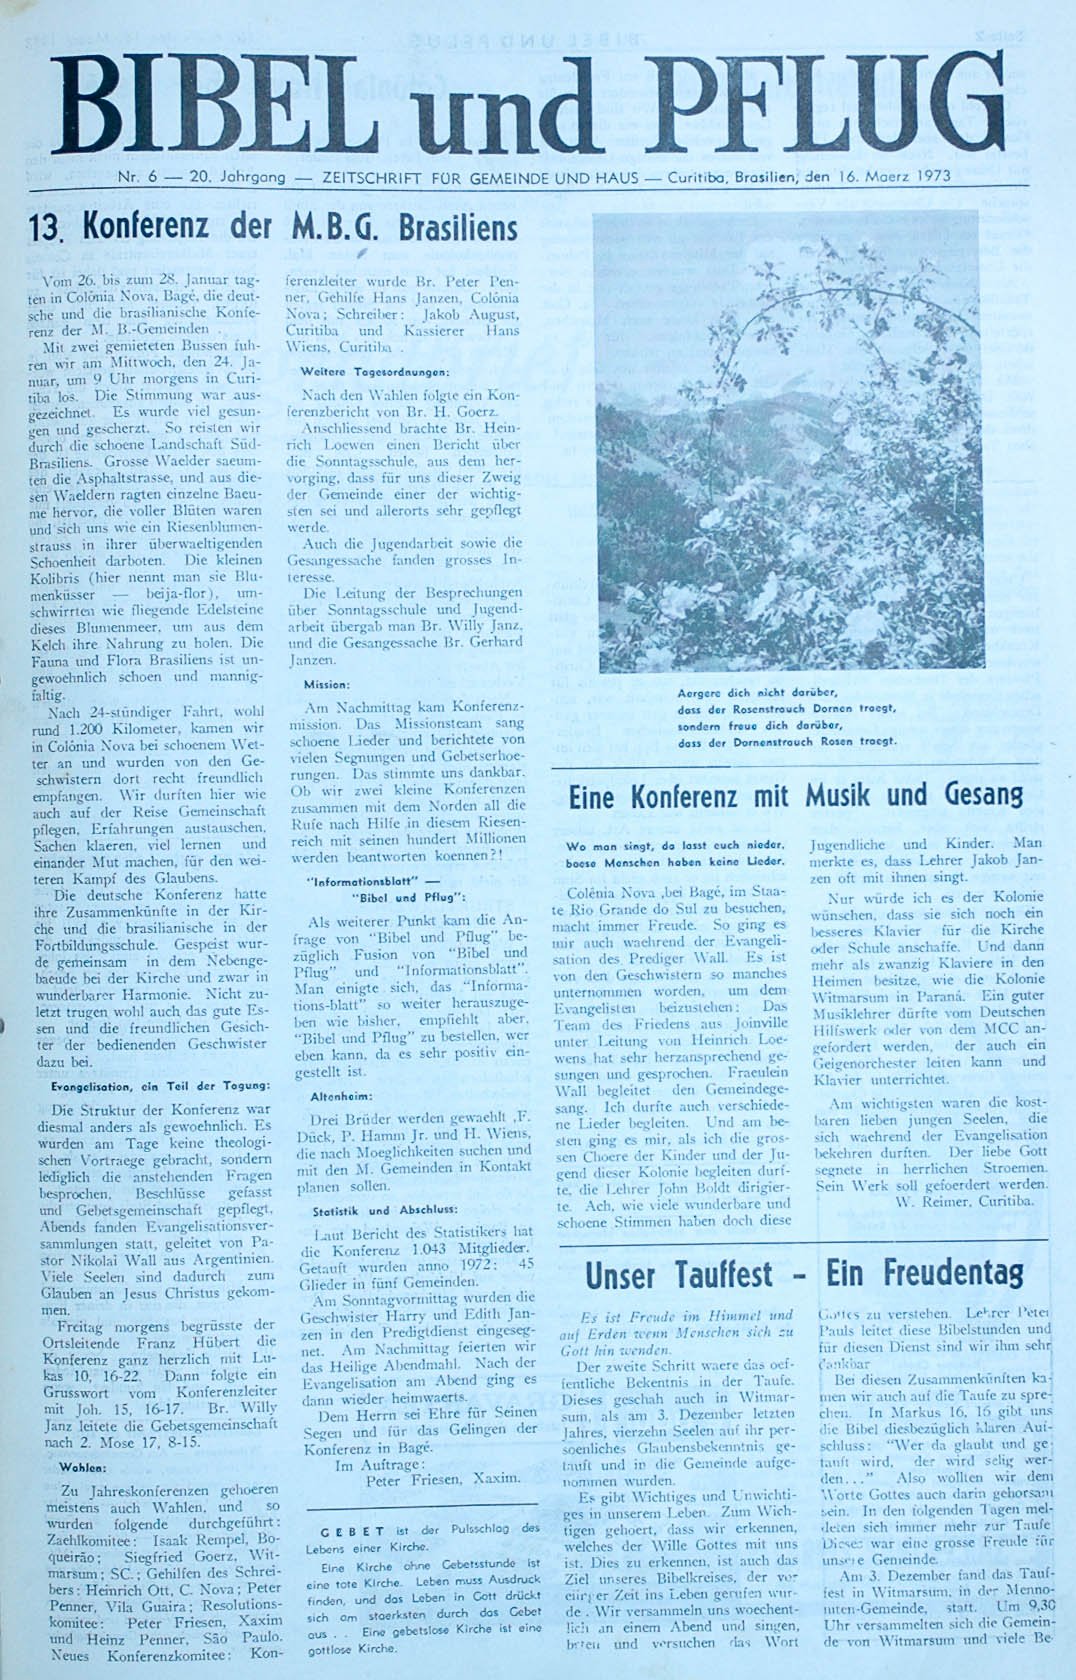 BIBEL und PFLUG
Nr. 6 — 20. Jahrgang — ZEITSCHRIFT FÜR GEMEINDE UND HAUS — Curitiba, Brasilien, den 16. Maerz 1973
13. Konferenz der M.B.G. Brasiliens
Vom 26. bis zum 28. Januar tag-
ten in Colônia Nova, Bagé, die deut-
sche und die brasilianische Konfe-
renz der M. B.-Gemeinden .
Mit zwei gemieteten Bussen fuh-
ren wir am Mittwoch, den 24. Ja-
nuar, um 9 Uhr morgens in Curi-
tiba los. Die Stimmung war aus-
gezeichnet. Es wurde viel gesun-
gen und gescherzt. So reisten wir
durch die schoene Landschaft Süd-
Brasiliens. Grosse Waelder saeum-
ten die Asphaltstrasse, und aus die-
sen Waeldern ragten einzelne Baeu-
me hervor, die voller Blüten waren
und sich uns wie ein Riesenblumen-
strauss in ihrer überwaeltigenden
Schoenheit darboten. Die kleinen
Kolibris (hier nennt man sie Blu-
menküsser — beija-flor), um-
schwirrten wie fliegende Edelsteine
dieses Blumenmeer, um aus dem
Kelch ihre Nahrung zu holen. Die
Fauna und Flora Brasiliens ist un-
gewoehnlich schoen und mannig-
faltig.
Nach 24-stündiger Fahrt, wohl
rund 1.200 Kilometer, kamen wir
in Colônia Nova bei schoenem Wet-
ter an und wurden von den Ge-
schwistern dort recht freundlich
empfangen. Wir durften hier wie
auch auf der Reise Gemeinschaft
pflegen, Erfahrungen austauschen,
Sachen klaeren, viel lernen und
einander Mut machen, für den wei-
teren Kampf des Glaubens.
Die deutsche Konferenz hatte
ihre Zusammenkünfte in der Kir-
che und die brasilianische in der
Fortbildungsschule. Gespeist wur-
de gemeinsam in dem Nebenge-
baeude bei der Kirche und zwar in
wunderbarer Harmonie. Nicht zu-
letzt trugen wohl auch das gute Es-
sen und die freundlichen Gesich-
ter der bedienenden Geschwister
dazu bei.
Evangelisation, ein Teil der Tagung:
Die Struktur der Konferenz war
diesmal anders als gewoehnlich. Es
wurden am Tage keine theologi-
schen Vortraege gebracht, sondern
lediglich die anstehenden Fragen
besprochen, Beschlüsse gefasst
und Gebetsgemeinschaft gepflegt,
Abends fanden Evangelisationsver-
sammlungen statt, geleitet von Pa-
stor Nikolai Wall aus Argentinien.
Viele Seelen sind dadurch zum
Glauben an Jesus Christus gekom-
men.
Freitag morgens begrüsste der
Ortsleitende Franz Hübert die
Konferenz ganz herzlich mit Lu-
kas 10, 16-22. Dann folgte ein
Grusswort vom Konferenzleiter
mit Joh. 15, 16-17. Br. Willy
Janz leitete die Gebetsgemeinschaft
nach 2. Mose 17, 8-15.
Wahlen:
Zu Jahreskonferenzen gehoeren
meistens auch Wahlen, und so
wurden folgende durchgeführt:
Zaehlkomitee: Isaak Rempel, Bo-
queirão; Siegfried Goerz, Wit-
marsum; SC.; Gehilfen des Schrei-
bers: Heinrich Ott, C. Nova; Peter
Penner, Vila Guaira; Resolutions-
komitee: Peter Friesen, Xaxim
und Heinz Penner, São Paulo.
Neues Konferenzkomitee: Kon-
ferenzleiter wurde Br. Peter Pen-
ner, Gehilfe Hans Janzen, Colônia
Nova; Schreiber: Jakob August,
Curitiba und Kassierer Hans
Wiens, Curitiba .
Weitere Tagesordnungen:
Nach den Wahlen folgte ein Kon-
ferenzbericht von Br. H. Goerz.
Anschliessend brachte Br. Hein-
rich Loewen einen Bericht über
die Sonntagsschule, aus dem her-
vorging, dass für uns dieser Zweig
der Gemeinde einer der wichtig-
sten sei und allerorts sehr gepflegt
werde.
Auch die Jugendarbeit sowie die
Gesangessache fanden grosses In-
teresse.
Die Leitung der Besprechungen
über Sonntagsschule und Jugend-
arbeit übergab man Br. Willy Janz,
und die Gesangessache Br. Gerhard
Janzen.
Mission:
Am Nachmittag kam Konferenz-
mission. Das Missionsteam sang
schoene Lieder und berichtete von
vielen Segnungen und Gebetserhoe-
rungen. Das stimmte uns dankbar.
Ob wir zwei kleine Konferenzen
zusammen mit dem Norden all die
Rufe nach Hilfe in diesem Riesen-
reich mit seinen hundert Millionen
werden beantworten koennen?!
"Informationsblatt" —
"Bibel und Pflug":
Als weiterer Punkt kam die An-
frage von "Bibel und Pflug" be-
züglich Fusion von "Bibel und
Pflug" und "Informationsblatt".
Man einigte sich, das "Informa-
tions-blatt" so weiter herauszuge-
ben wie bisher, empfiehlt aber,
"Bibel und Pflug" zu bestellen, wer
eben kann, da es sehr positiv ein-
gestellt ist.
Altenheim:
Drei Brüder werden gewaehlt ,F.
Dück, P. Hamm Jr. und H. Wiens,
die nach Moeglichkeiten suchen und
mit den M. Gemeinden in Kontakt
planen sollen.
Statistik und Abschluss:
Laut Bericht des Statistikers hat
die Konferenz 1.043 Mitglieder.
Getauft wurden anno 1972: 45
Glieder in fünf Gemeinden.
Am Sonntagvormittag wurden die
Geschwister Harry und Edith Jan-
zen in den Predigtdienst eingeseg-
net. Am Nachmittag feierten wir
das Heilige Abendmahl. Nach der
Evangelisation am Abend ging es
dann wieder heimwaerts.
Dem Herrn sei Ehre für Seinen
Segen und für das Gelingen der
Konferenz in Bagé.
Im Auftrage:
Peter Friesen, Xaxim.
GEBET ist der Pulsschlag des
Lebens einer Kirche.
Eine Kirche ohne Gebetsstunde ist
eine tote Kirche. Leben muss Ausdruck
finden, und das Leben in Gott drückt
sich am staerksten durch das Gebet
aus . . Eine gebetslose Kirche ist eine
gottlose Kirche.
Aergere dich nicht darüber,
dass der Rosenstrauch Dornen traegt,
sondern freue dich darüber,
dass der Dornenstrauch Rosen traegt.
Eine Konferenz mit Musik und Gesang
Wo man singt, da lasst euch nieder,
boese Menschen haben keine Lieder.
Colênia Nova ,bei Bagé, im Staa-
te Rio Grande do Sul zu besuchen,
macht immer Freude. So ging es
mir auch waehrend der Evangeli-
sation des Prediger Wall. Es ist
von den Geschwistern so manches
unternommen worden, um dem
Evangelisten beizustehen: Das
Team des Friedens aus Joinville
unter Leitung von Heinrich Loe-
wens hat sehr herzansprechend ge-
sungen und gesprochen. Fraeulein
Wall begleitet den Gemeindege-
sang. Ich durfte auch verschiede-
ne Lieder begleiten. Und am be-
sten ging es mir, als ich die gros-
sen Choere der Kinder und der Ju-
gend dieser Kolonie begleiten durf-
te, die Lehrer John Boldt dirigier-
te. Ach, wie viele wunderbare und
schoene Stimmen haben doch diese
Jugendliche und Kinder. Man
merkte es, dass Lehrer Jakob Jan-
zen oft mit ihnen singt.
Nur würde ich es der Kolonie
wünschen, dass sie sich noch ein
besseres Klavier für die Kirche
oder Schule anschaffe. Und dann
mehr als zwanzig Klaviere in den
Heimen besitze, wie die Kolonie
Witmarsum in Paraná. Ein guter
Musiklehrer dürfte vom Deutschen
Hilfswerk oder von dem MCC an-
gefordert werden, der auch ein
Geigenorchester leiten kann und
Klavier unterrichtet.
Am wichtigsten waren die kost-
baren lieben jungen Seelen, die
sich waehrend der Evangelisation
bekehren durften. Der liebe Gott
segnete in herrlichen Stroemen.
Sein Werk soll gefoerdert werden.
W. Reimer, Curitiba.
Unser Tauffest - Ein Freudentag
Es ist Freude im Himmel und
auf Erden wenn Menschen sich zu
Gott hin wenden.
Der zweite Schritt waere das oef-
fentliche Bekentnis in der Taufe.
Dieses geschah auch in Witmar-
sum, als am 3. Dezember letzten
Jahres, vierzehn Seelen auf ihr per-
soenliches Glaubensbekenntnis ge-
tauft und in die Gemeinde aufge-
nommen wurden.
Es gibt Wichtiges und Unwichti-
ges in unserem Leben. Zum Wich-
tigen gehoert, dass wir erkennen,
welches der Wille Gottes mit uns
ist. Dies zu erkennen, ist auch das
Ziel unseres Bibelkreises, der vor
einiger Zeit ins Leben gerufen wur-
de . Wir versammeln uns woechent-
lich an einem Abend und singen,
beten und versuchen das Wort
Gottes zu verstehen. Lehrer Peter
Pauls leitet diese Bibelstunden und
für diesen Dienst sind wir ihm sehr
dankbar
Bei diesen Zusammenkünften ka-
men wir auch auf die Taufe zu spre-
chen. In Markus 16, 16 gibt uns
die Bibel diesbezüglich klaren Auf-
schluss: "Wer da glaubt und ge-
tauft wird, der wird selig wer-
den..." Also wollten wir dem
Worte Gottes auch darin gehorsam
sein. In den folgenden Tagen mel-
deten sich immer mehr zur Taufe
Dieses war eine grosse Freude für
unsere Gemeinde.
Am 3. Dezember fand das Tauf-
fest in Witmarsum, in der Menno-
niten-Gemeinde, statt. Um 9,30
Uhr versammelten sich die Gemein-
de von Witmarsum und viele Be-